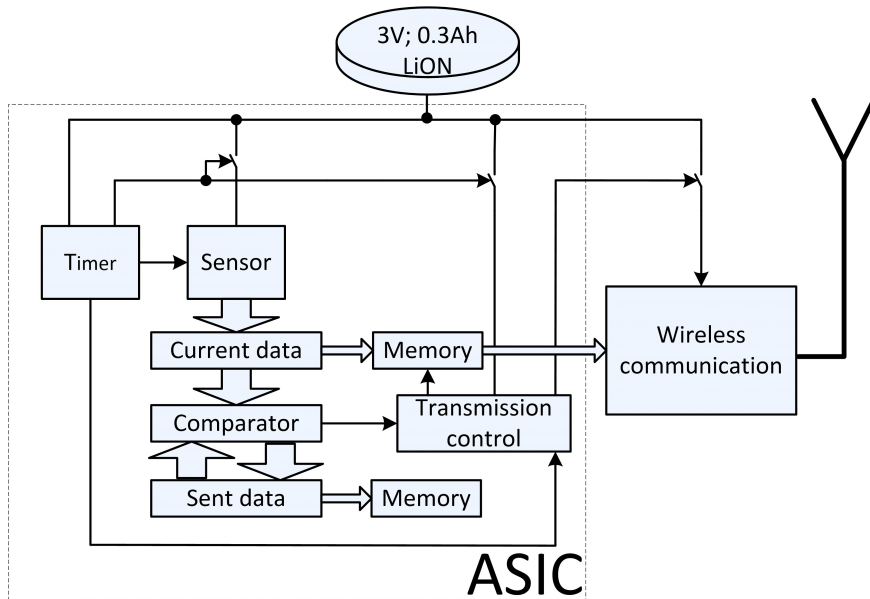 3V; 0.3Ah
LiON
Timer
Sensor
Current data
Memory
Wireless
communication
Comparator
Transmission
control
Sent data
Memory
ASIC